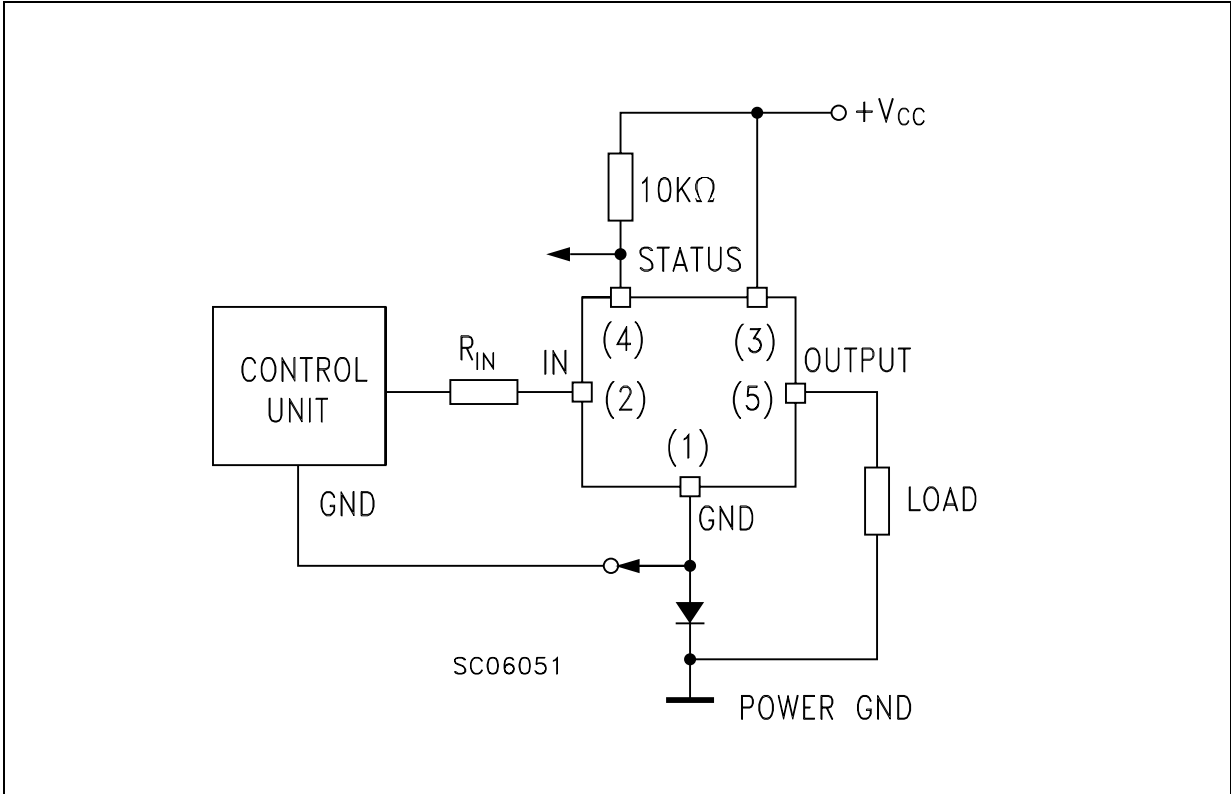 +VCC
10KΩ
STATUS
(4)
(3)
RIN
IN
OUTPUT
CONTROL
UNIT
(2)
(5)
(1)
GND
GND
LOAD
SC06051
POWER GND